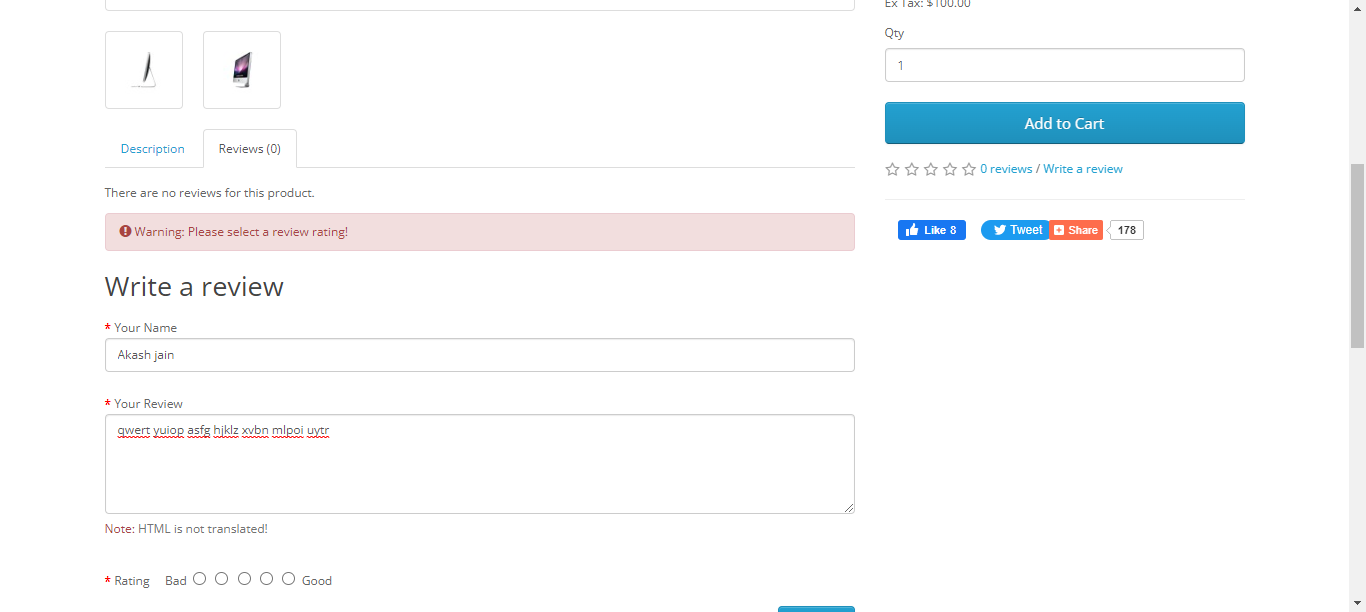 Ex Tax: $100.00
Qty
1
Add to Cart
0 reviews / Write a review
Like 8
Tweet
Share
178
Description
Reviews (0)
There are no reviews for this product.
Warning: Please select a review rating!
Write a review
* Your Name
Akash jain
* Your Review
qwert yuiop asfg hjklz xvbn mlpoi uytr
Note: HTML is not translated!
* Rating Bad Good